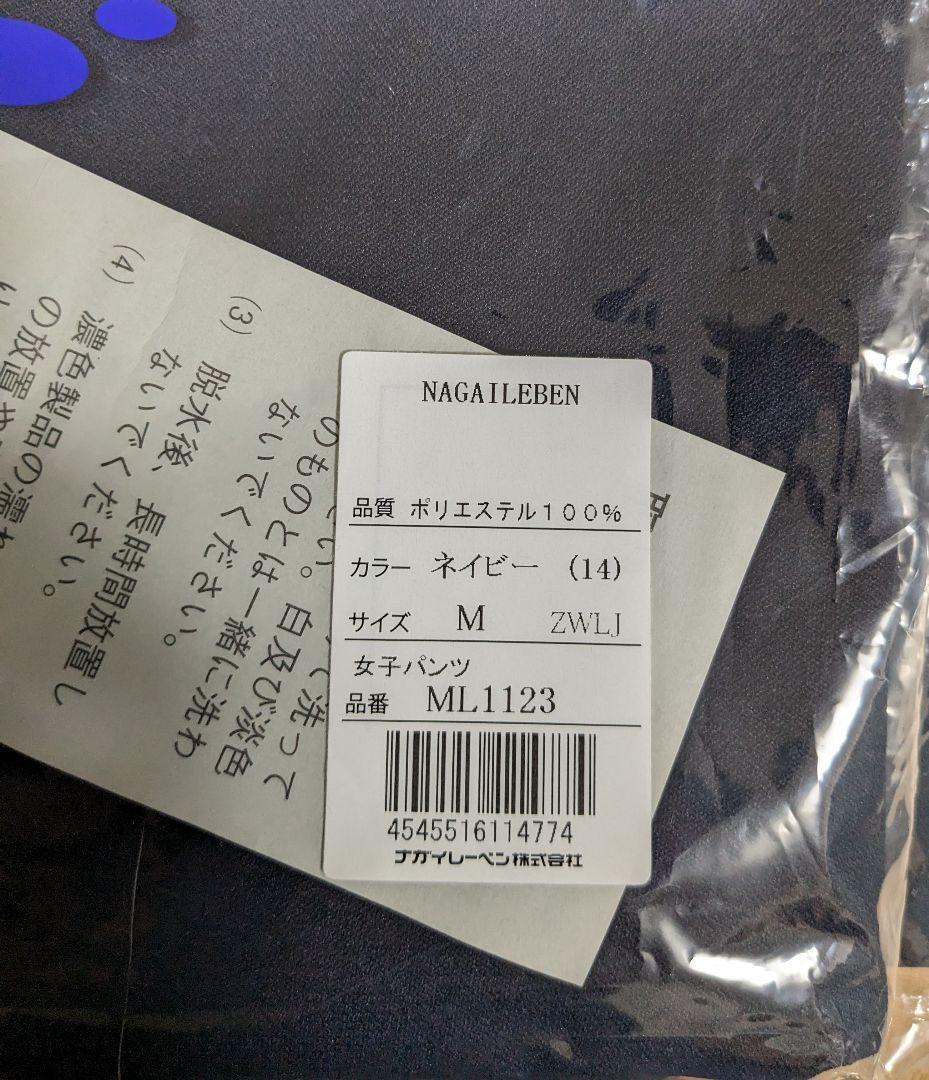 NAGAILEBEN
品質 ポリエステル100%
カラー ネイビー (14)
サイズ M ZWLJ
女子パンツ
品番 ML1123
4545516114774
ナガイレーベン株式会社
て洗って
のものとは一緒に洗わ
ないでください。
白及び淡色
(3) 脱水後、長時間放置し
ないでください。
(4) 濃色製品の濡れ
の放置や